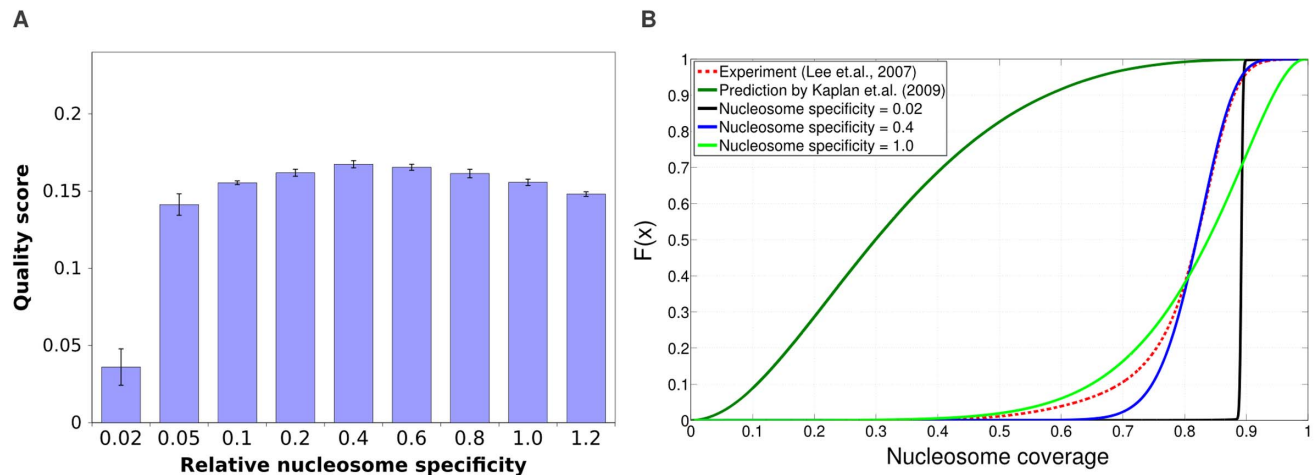 A
Quality score
0.2
0.15
0.1
0.05
0
0.02 0.05 0.1 0.2 0.4 0.6 0.8 1.0 1.2
Relative nucleosome specificity
B
F(x)
1
0.9
0.8
0.7
0.6
0.5
0.4
0.3
0.2
0.1
0
Experiment (Lee et.al., 2007)
Prediction by Kaplan et.al. (2009)
Nucleosome specificity = 0.02
Nucleosome specificity = 0.4
Nucleosome specificity = 1.0
0 0.1 0.2 0.3 0.4 0.5 0.6 0.7 0.8 0.9 1
Nucleosome coverage